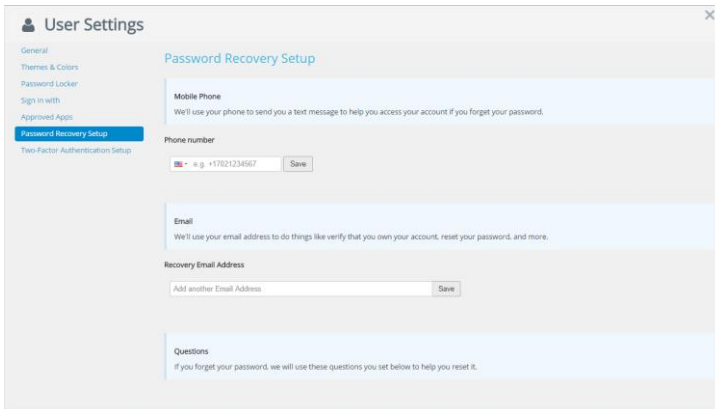 User Settings
General
Themes & Colors
Password Locker
Sign in with
Approved Apps
Password Recovery Setup
Two-Factor Authentication Setup
Password Recovery Setup
Mobile Phone
We'll use your phone to send you a text message to help you access your account if you forget your password.
Phone number
e.g. +17021234567 Save
Email
We'll use your email address to do things like verify that you own your account, reset your password, and more.
Recovery Email Address
Add another Email Address Save
Questions
If you forget your password, we will use these questions you set below to help you reset it.